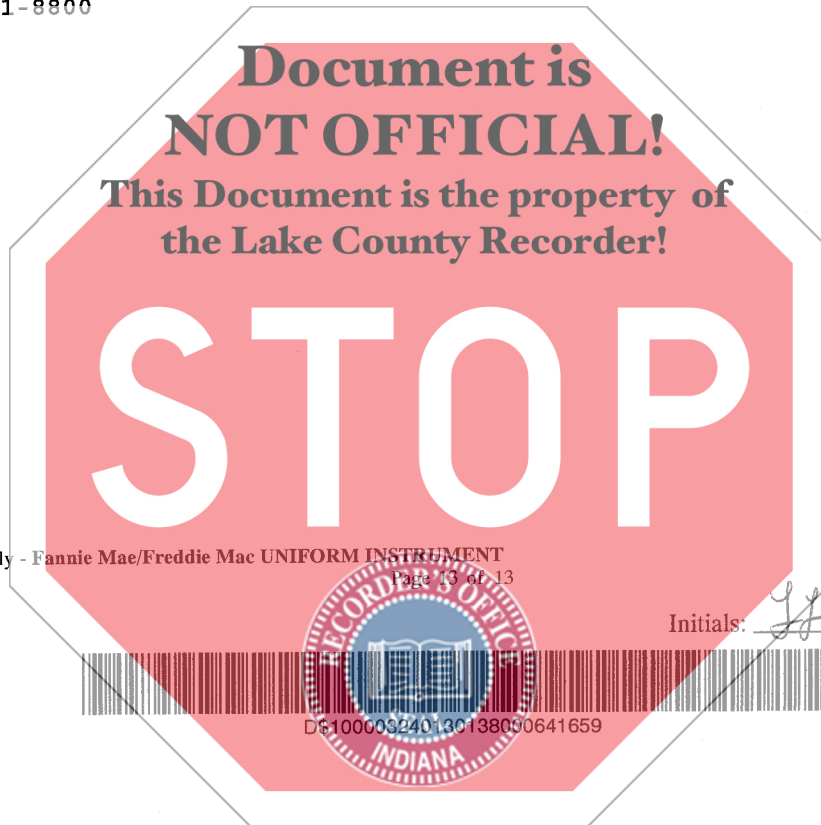 1-8800
Document is
NOT OFFICIAL!
This Document is the property of
the Lake County Recorder!
STOP
ly - Fannie Mae/Freddie Mac UNIFORM INSTRUMENT
Page 13 of 13
RECORDER'S OFFICE
Initials:
D$100003240130138000641659
INDIANA